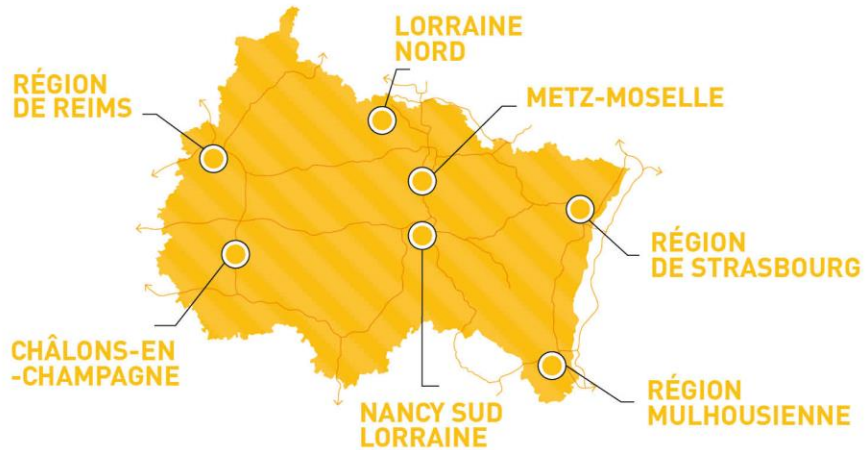 LORRAINE
NORD
RÉGION
DE REIMS
METZ-MOSELLE
RÉGION
DE STRASBOURG
CHÂLONS-EN
-CHAMPAGNE
NANCY SUD
LORRAINE
RÉGION
MULHOUSIENNE